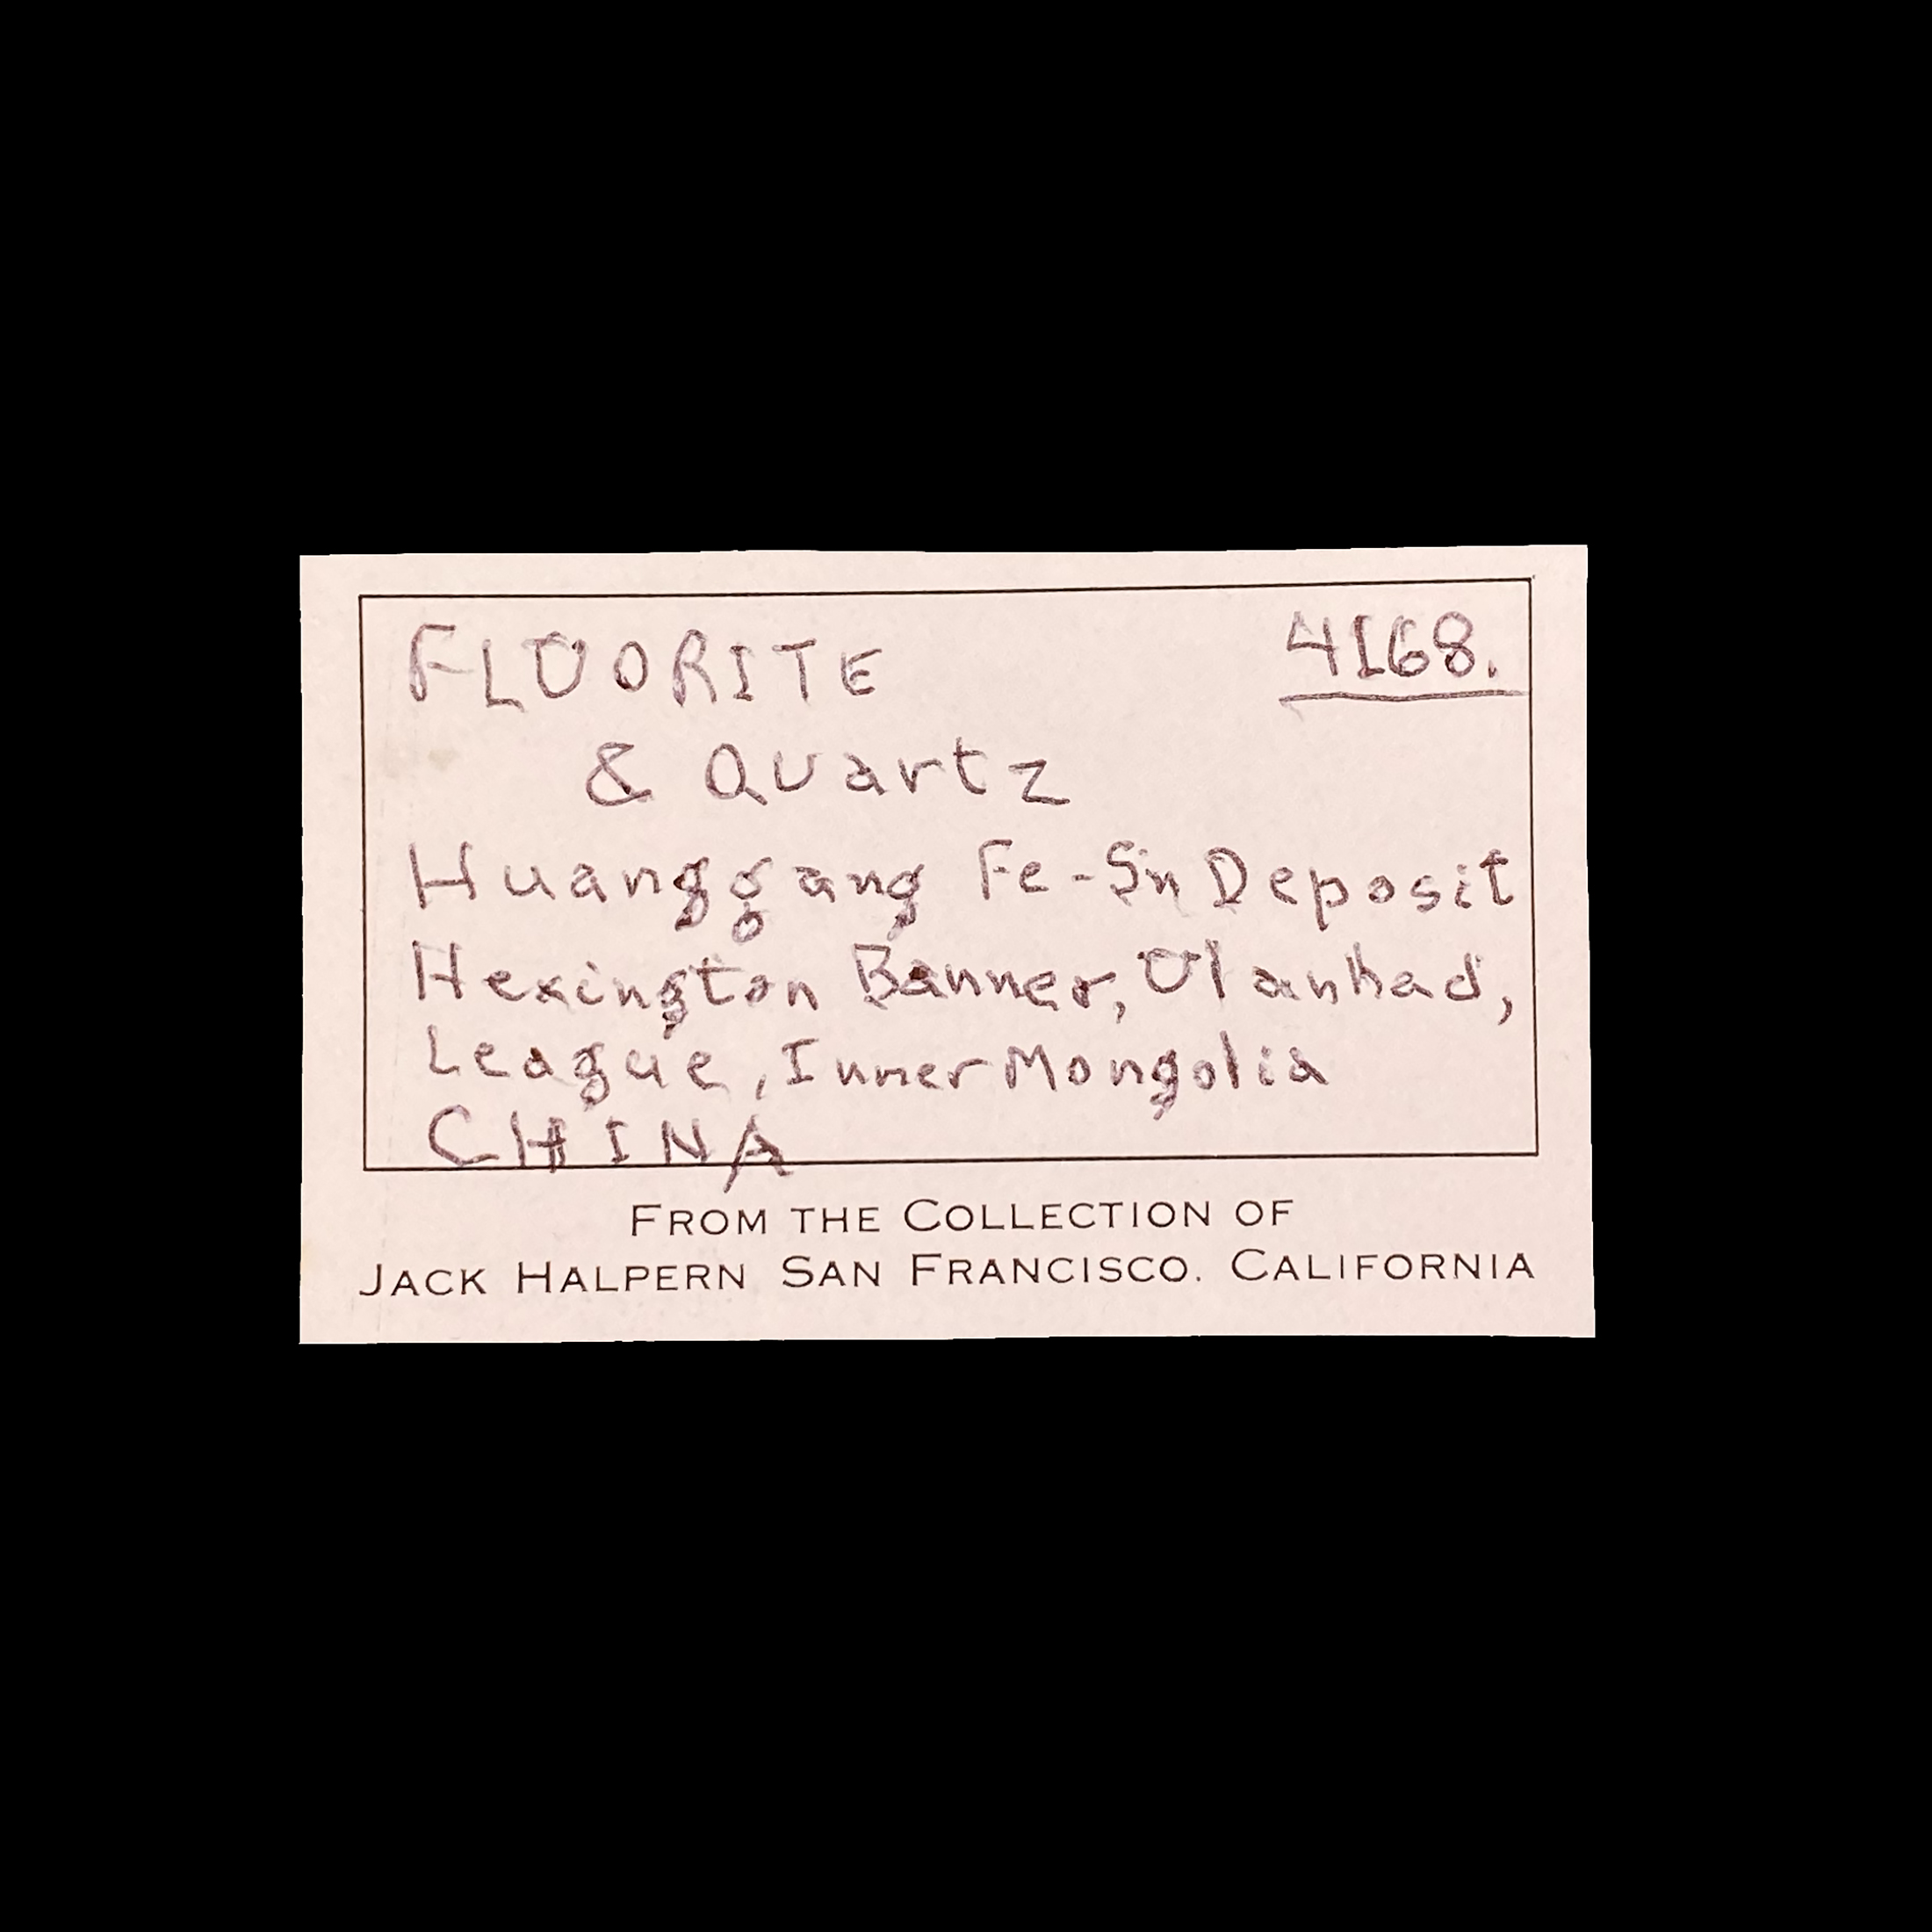 FLUORITE 4168.
& Quartz
Huanggang Fe-Sn Deposit
Hexington Banner, Ulanhad,
League, Inner Mongolia
CHINA
FROM THE COLLECTION OF
JACK HALPERN SAN FRANCISCO. CALIFORNIA